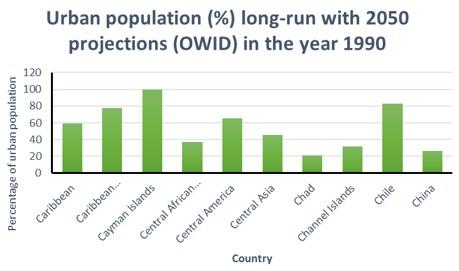 Urban population (%) long-run with 2050
projections (OWID) in the year 1990
Percentage of urban population
120
100
80
60
40
20
0
Caribbean
Caribbean...
Cayman Islands
Central African...
Central America
Central Asia
Chad
Channel Islands
Chile
China
Country